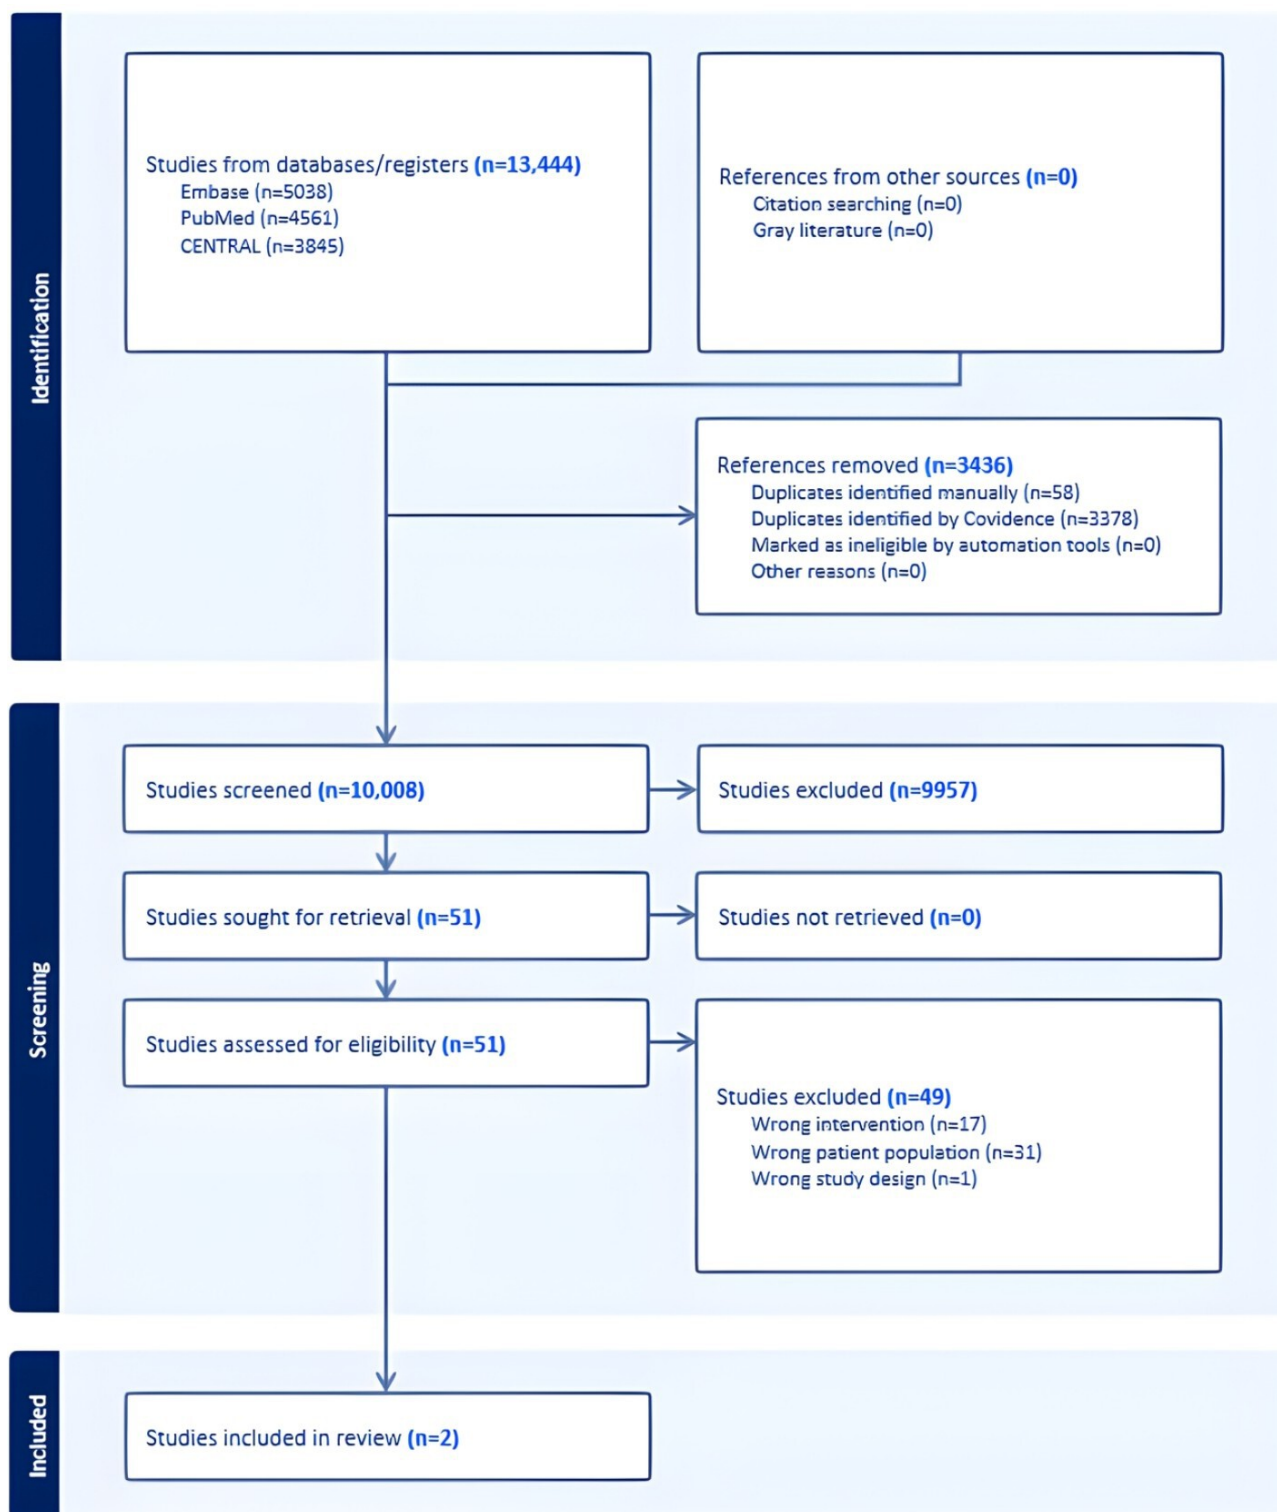 Identification
Studies from databases/registers (n=13,444)
Embase (n=5038)
PubMed (n=4561)
CENTRAL (n=3845)
References from other sources (n=0)
Citation searching (n=0)
Gray literature (n=0)
References removed (n=3436)
Duplicates identified manually (n=58)
Duplicates identified by Covidence (n=3378)
Marked as ineligible by automation tools (n=0)
Other reasons (n=0)
Screening
Studies screened (n=10,008)
Studies excluded (n=9957)
Studies sought for retrieval (n=51)
Studies not retrieved (n=0)
Studies assessed for eligibility (n=51)
Studies excluded (n=49)
Wrong intervention (n=17)
Wrong patient population (n=31)
Wrong study design (n=1)
Included
Studies included in review (n=2)